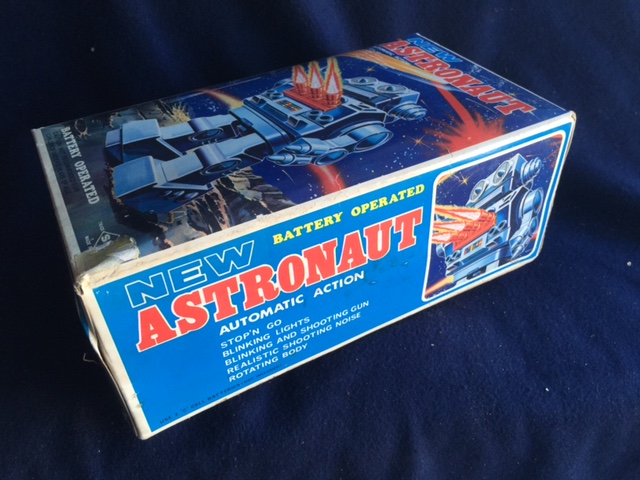 NEW
ASTRONAUT
BATTERY OPERATED
BATTERY OPERATED
NEW
ASTRONAUT
AUTOMATIC ACTION
STOP'N GO
BLINKING LIGHTS
BLINKING AND SHOOTING GUN
REALISTIC SHOOTING NOISE
ROTATING BODY